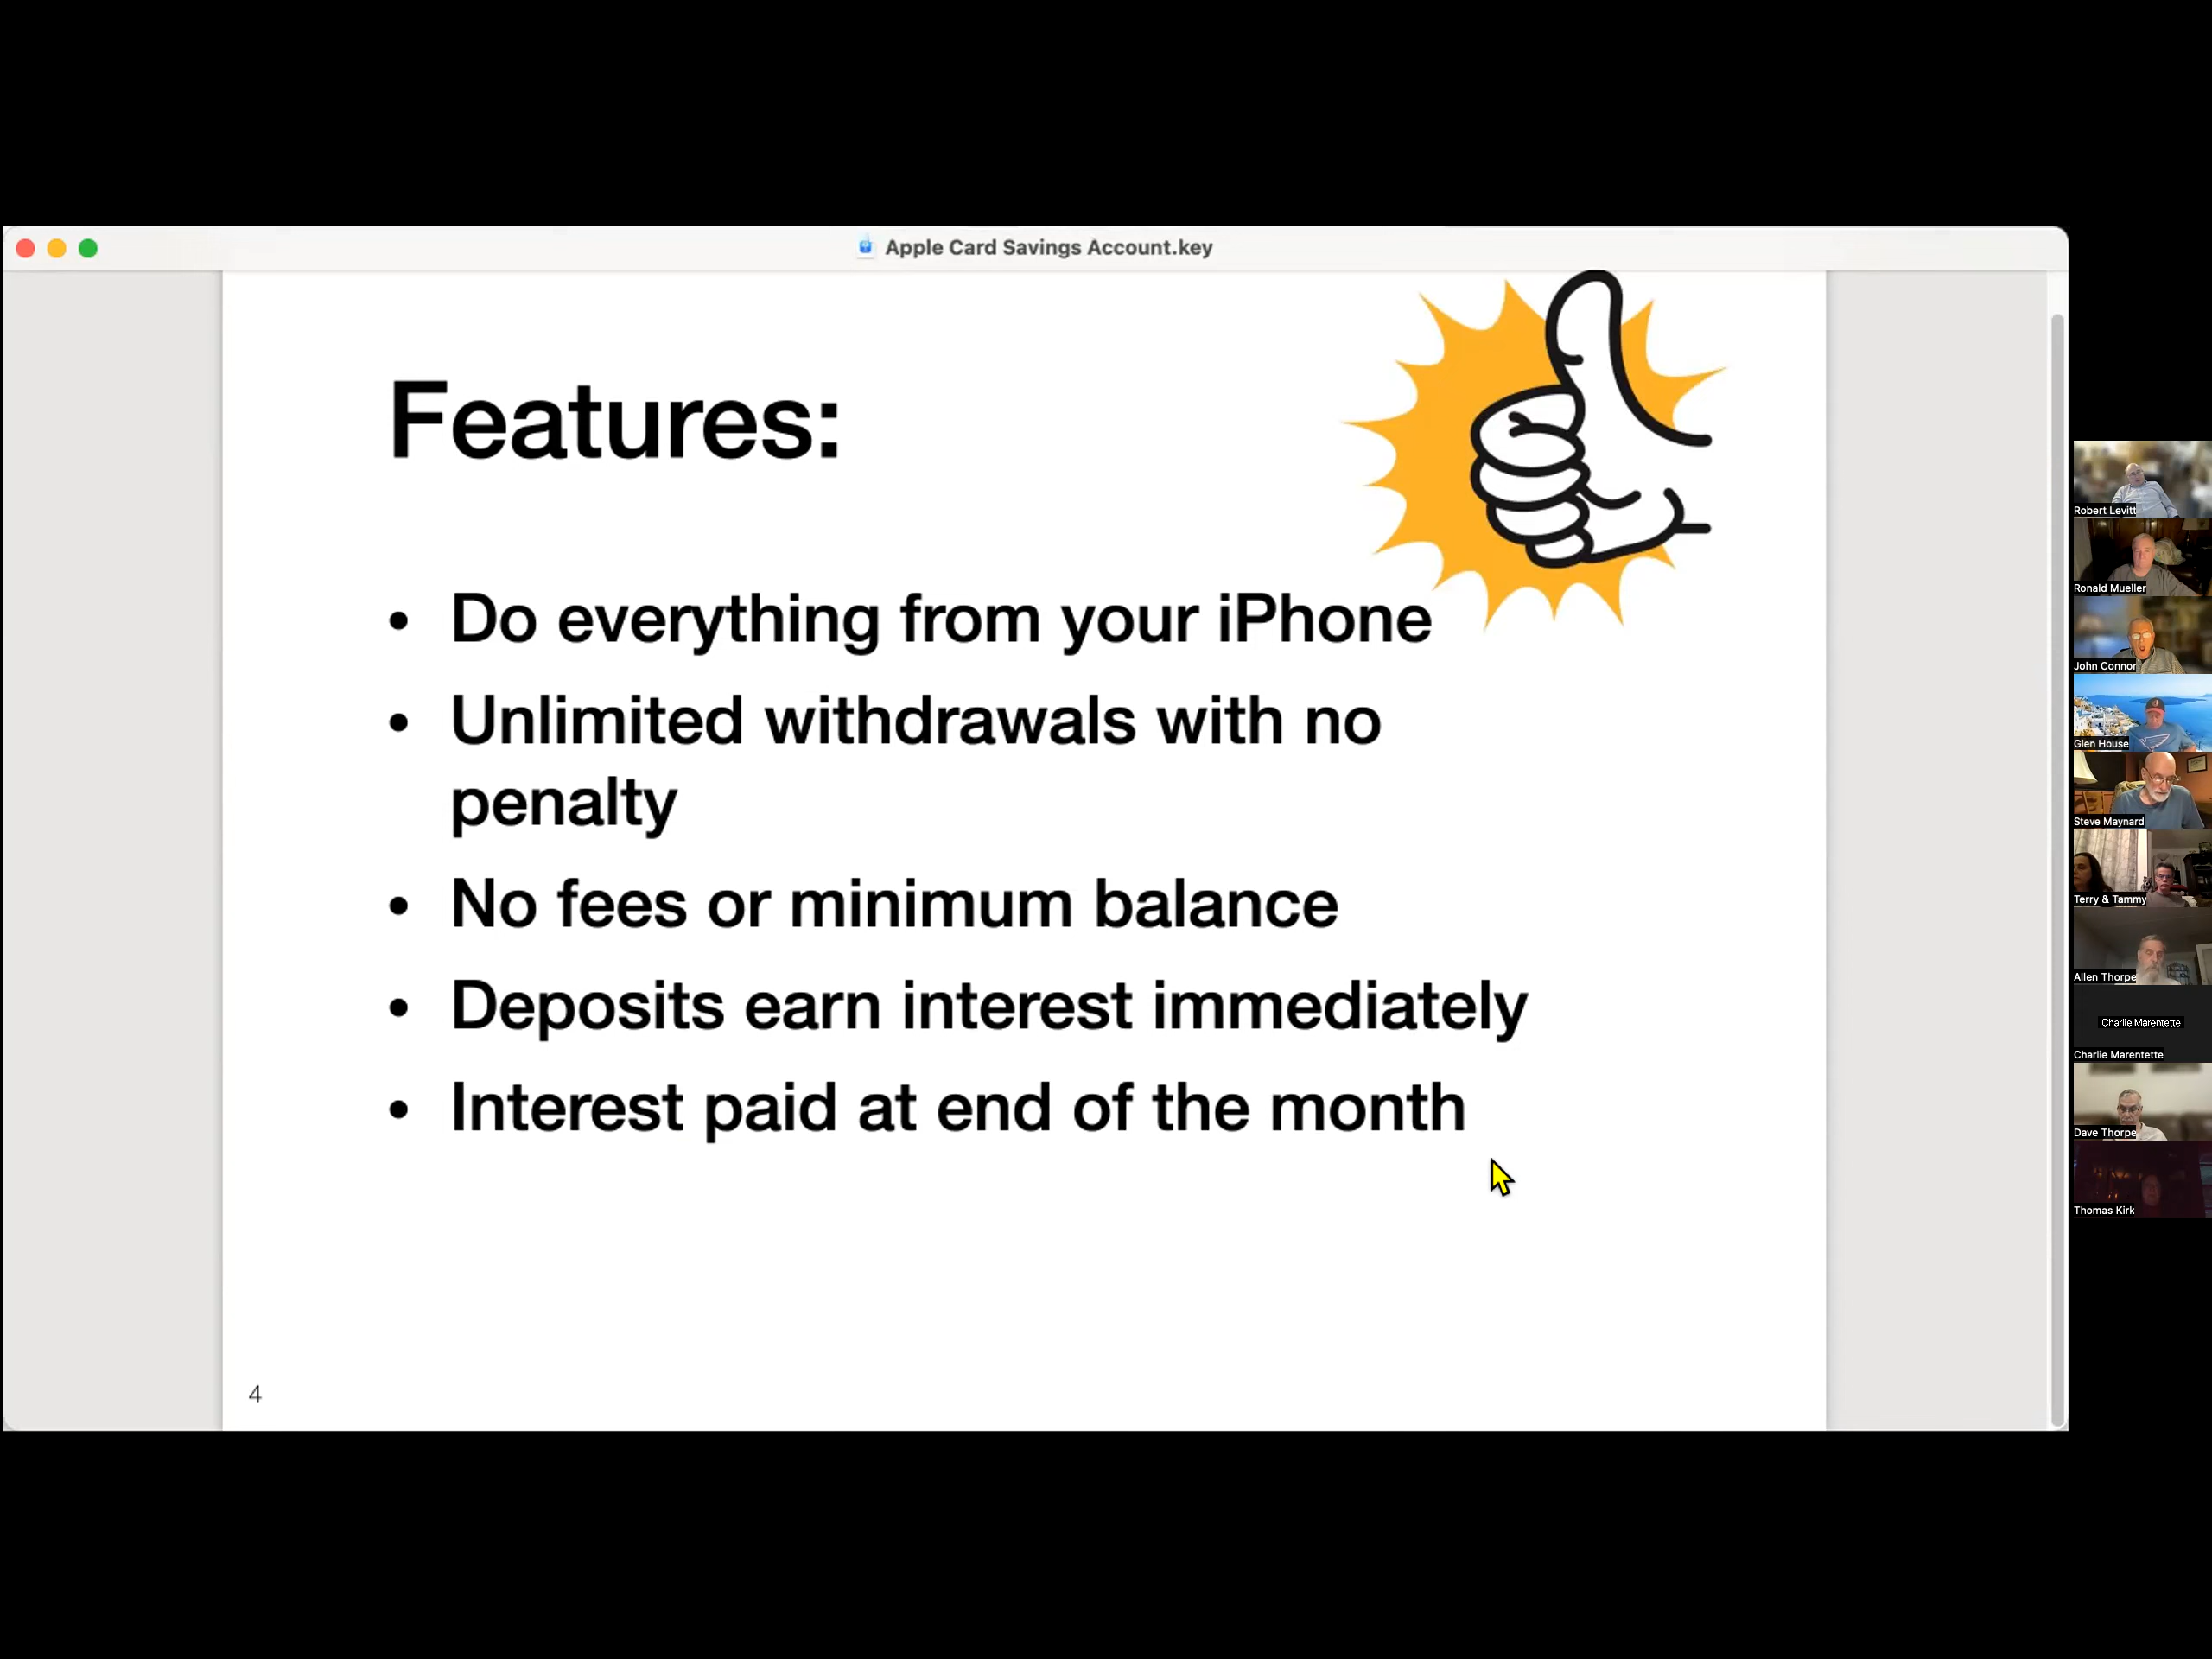 Apple Card Savings Account.key
Features:
• Do everything from your iPhone
• Unlimited withdrawals with no
penalty
• No fees or minimum balance
• Deposits earn interest immediately
• Interest paid at end of the month
4
Robert Levitt
Ronald Mueller
John Connor
Glen House
Steve Maynard
Terry & Tammy
Allen Thorpe
Charlie Marentette
Charlie Marentette
Dave Thorpe
Thomas Kirk